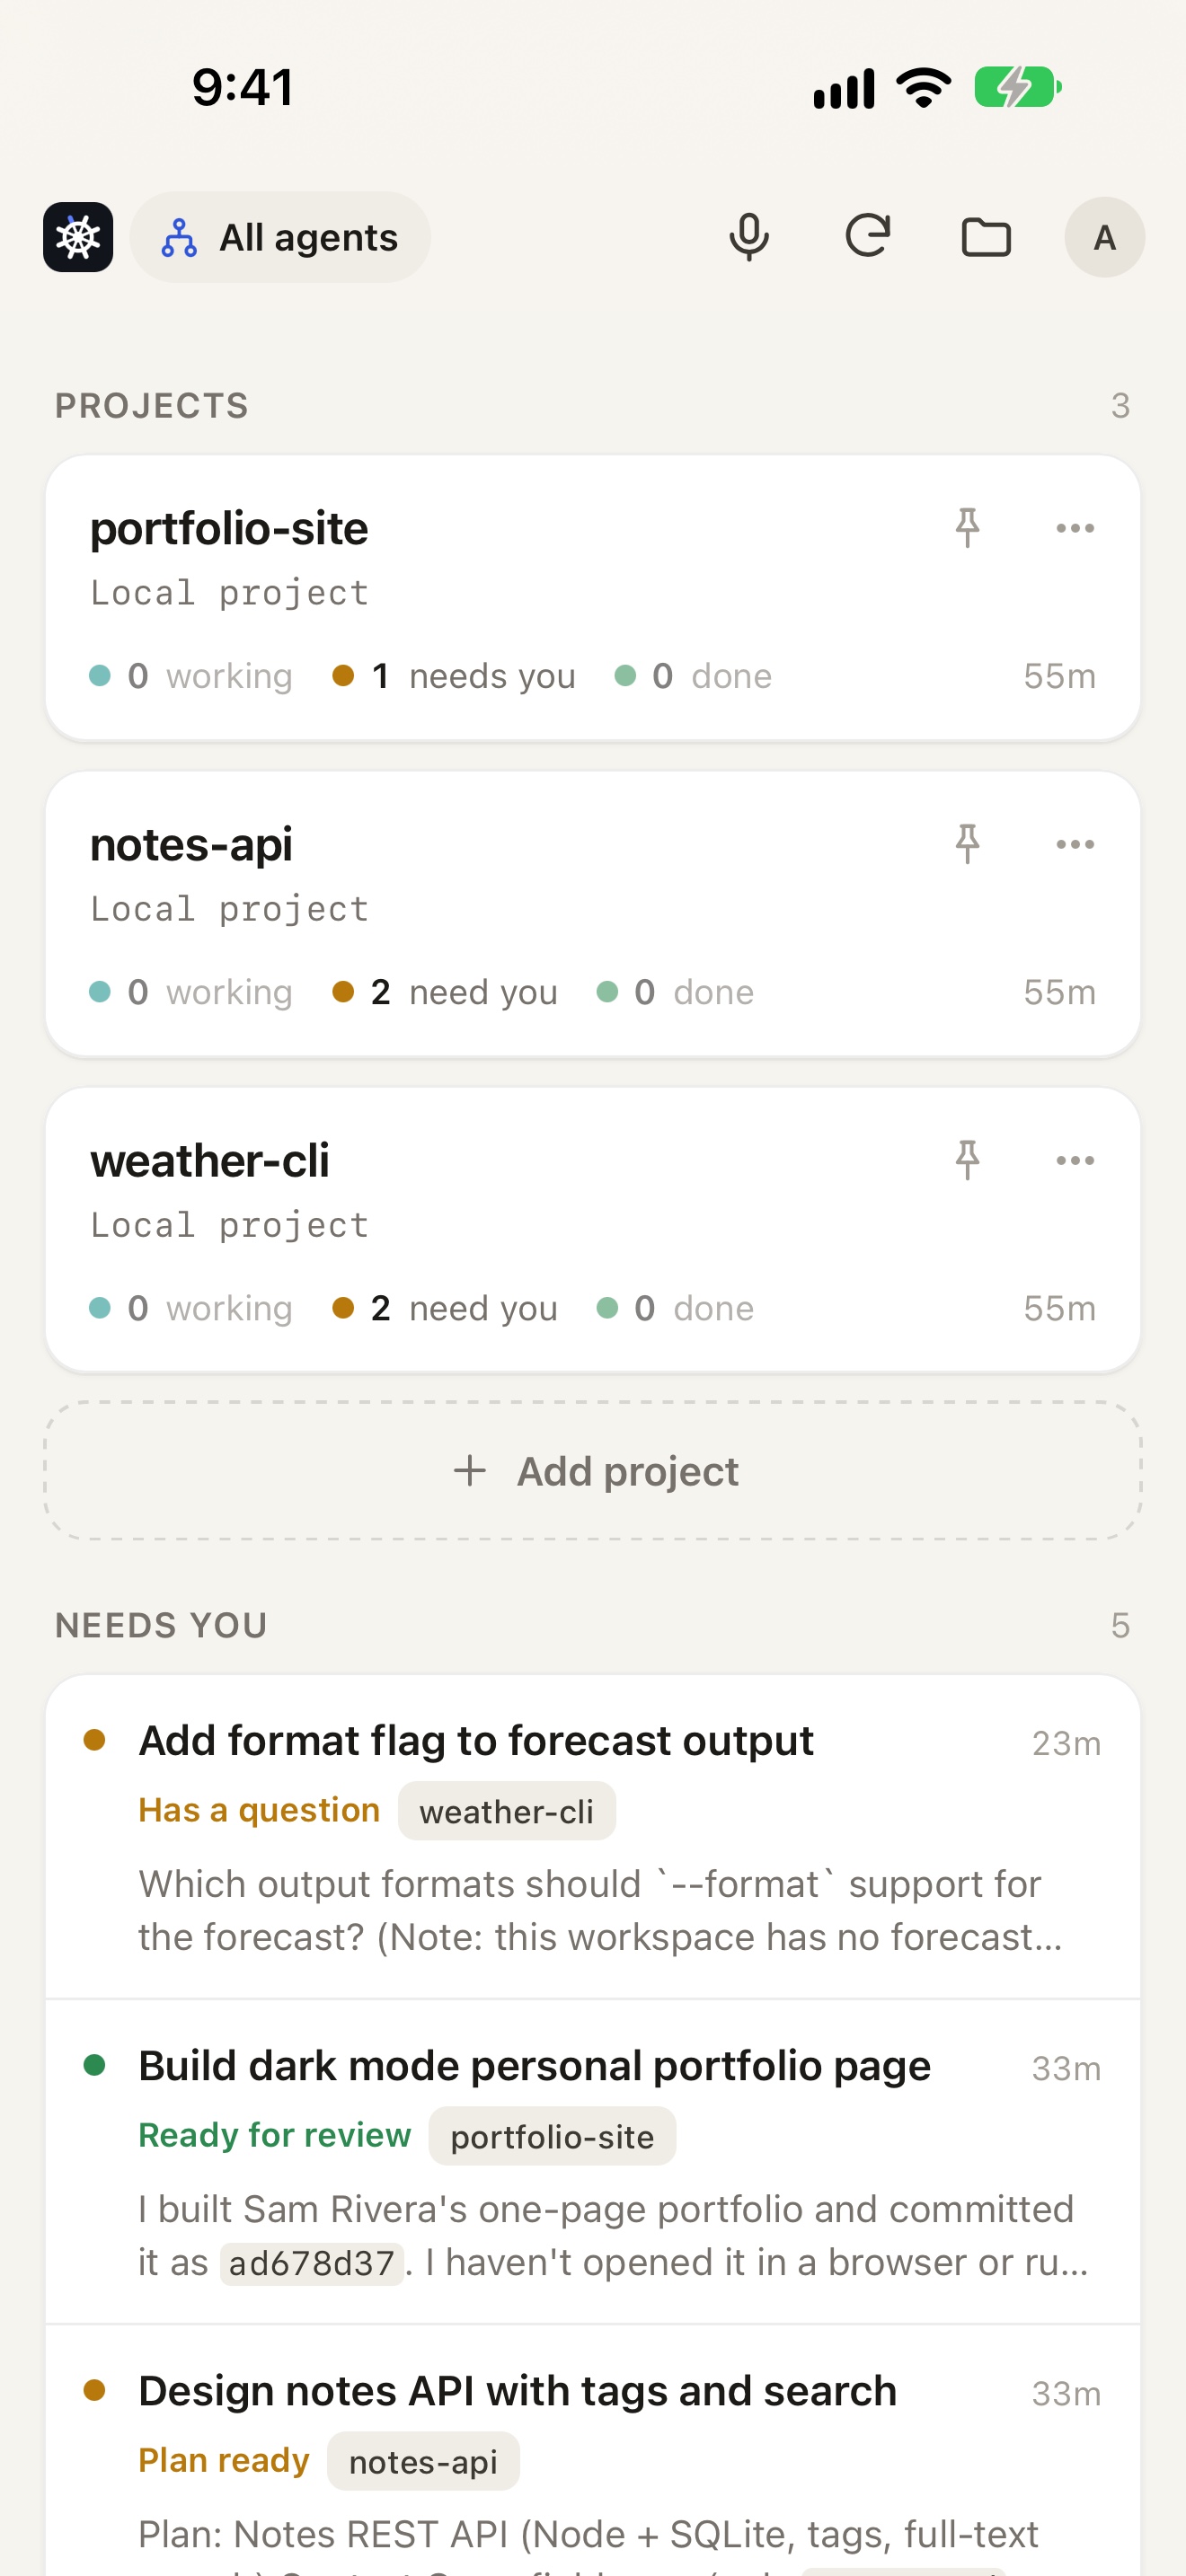 9:41
All agents
A
PROJECTS 3
portfolio-site
Local project
0 working 1 needs you 0 done 55m
notes-api
Local project
0 working 2 need you 0 done 55m
weather-cli
Local project
0 working 2 need you 0 done 55m
+ Add project
NEEDS YOU 5
Add format flag to forecast output 23m
Has a question weather-cli
Which output formats should `--format` support for
the forecast? (Note: this workspace has no forecast...
Build dark mode personal portfolio page 33m
Ready for review portfolio-site
I built Sam Rivera's one-page portfolio and committed
it as ad678d37. I haven't opened it in a browser or ru...
Design notes API with tags and search 33m
Plan ready notes-api
Plan: Notes REST API (Node + SQLite, tags, full-text